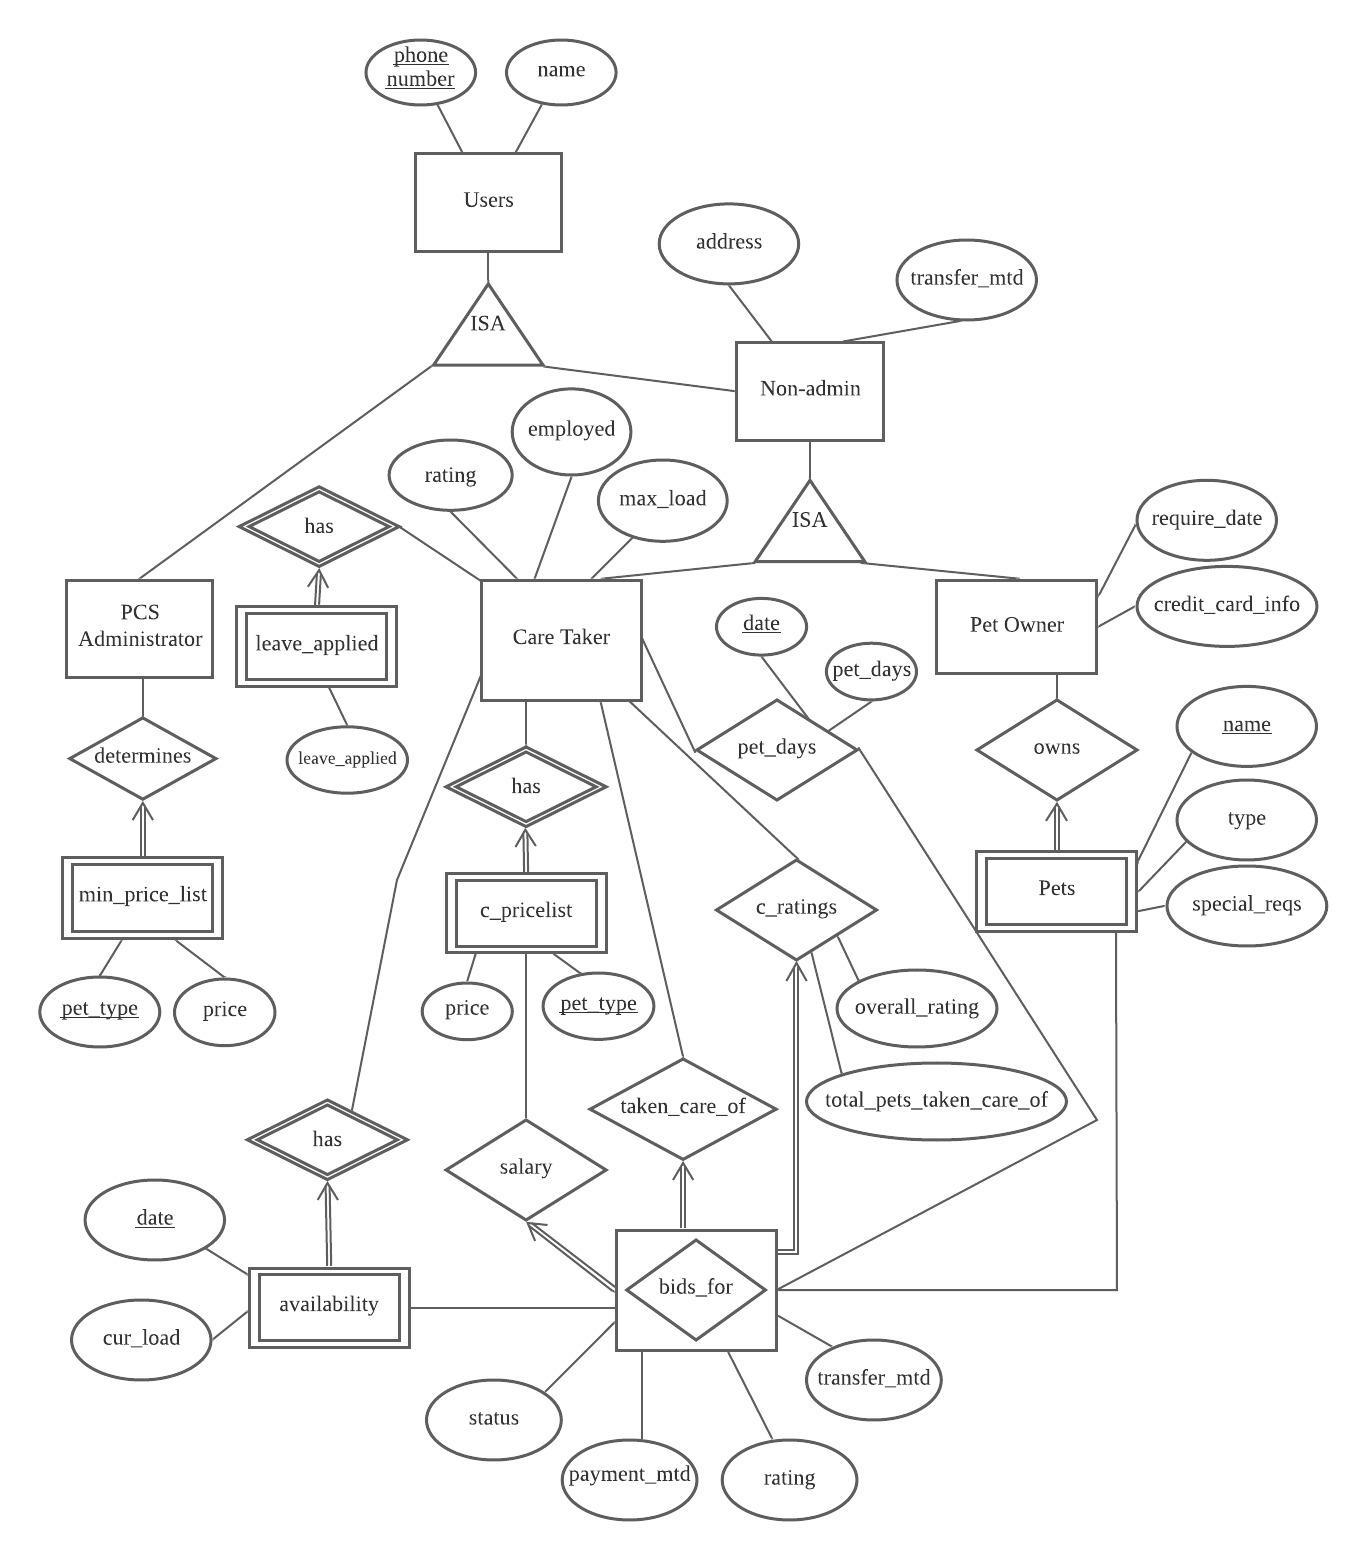 phone
number
name
Users
address
transfer_mtd
ISA
Non-admin
employed
rating
max_load
has
ISA
require_date
credit_card_info
PCS
Administrator
leave_applied
Care Taker
date
Pet Owner
pet_days
name
determines
leave_applied
has
pet_days
owns
type
min_price_list
c_pricelist
c_ratings
Pets
special_reqs
pet_type
price
price
pet_type
overall_rating
taken_care_of
total_pets_taken_care_of
has
salary
date
availability
bids_for
cur_load
status
transfer_mtd
payment_mtd
rating